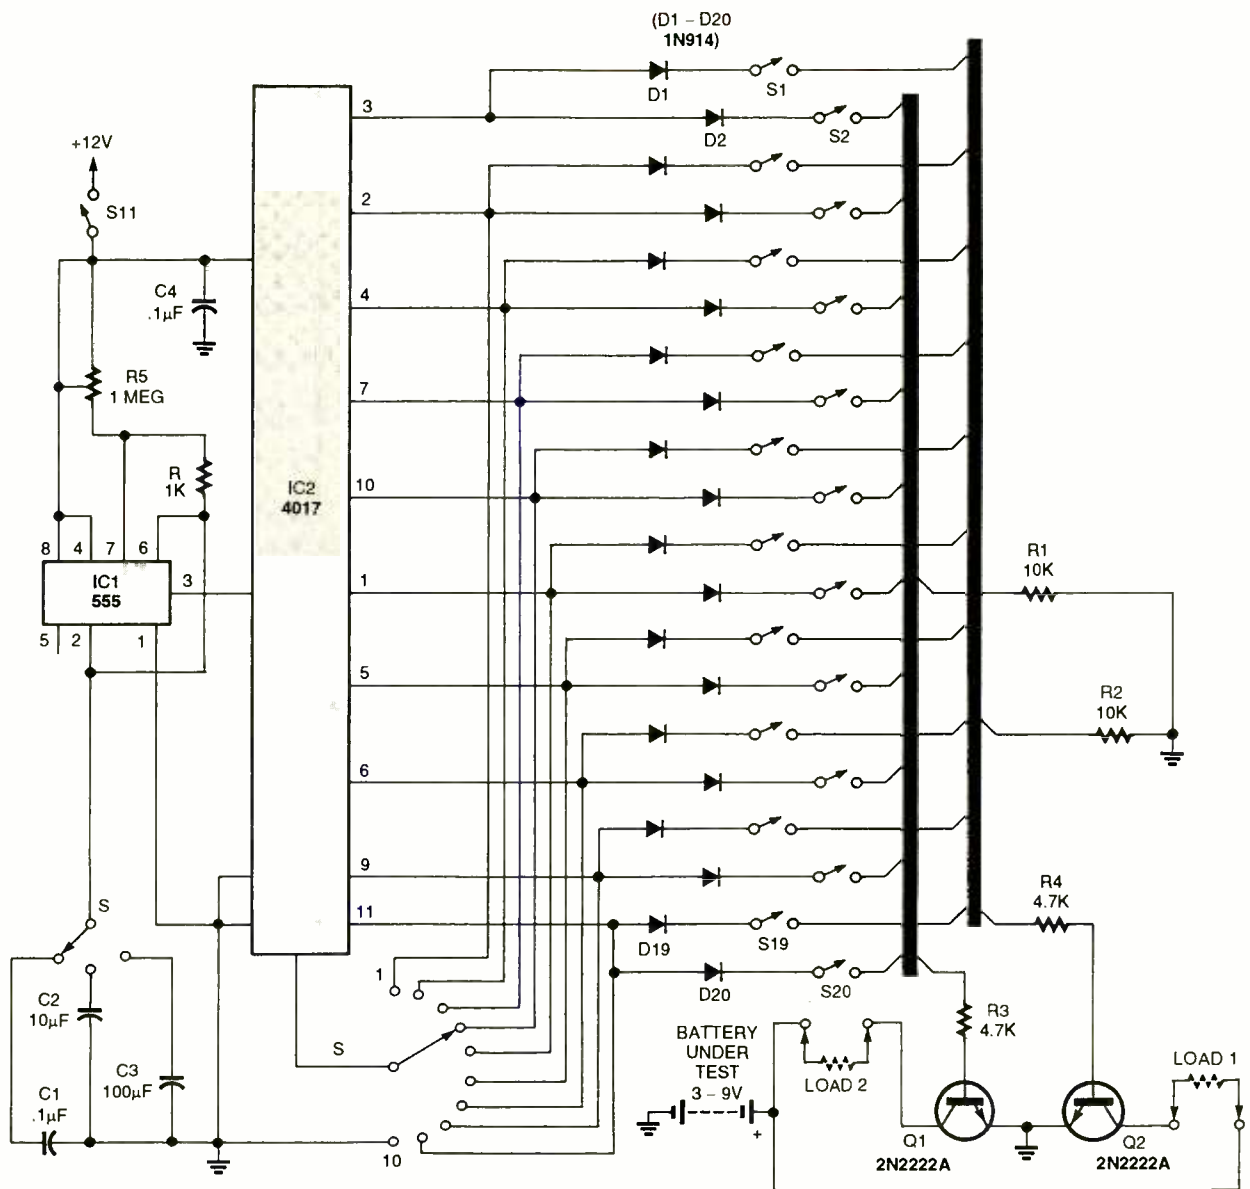 (D1 – D20
1N914)
D1
S1
3
D2
S2
+12V
S11
2
C4
.1µF
4
R5
1 MEG
7
R
1K
IC2
4017
10
8 4 7 6
IC1
555
3
5 2 1
1
R1
10K
5
R2
10K
6
9
11
R4
4.7K
S
D19
S19
1
D20
S20
C2
10µF
R3
4.7K
BATTERY
UNDER
TEST
3 – 9V
+
LOAD 2
LOAD 1
S
C3
100µF
C1
.1µF
10
Q1
2N2222A
Q2
2N2222A